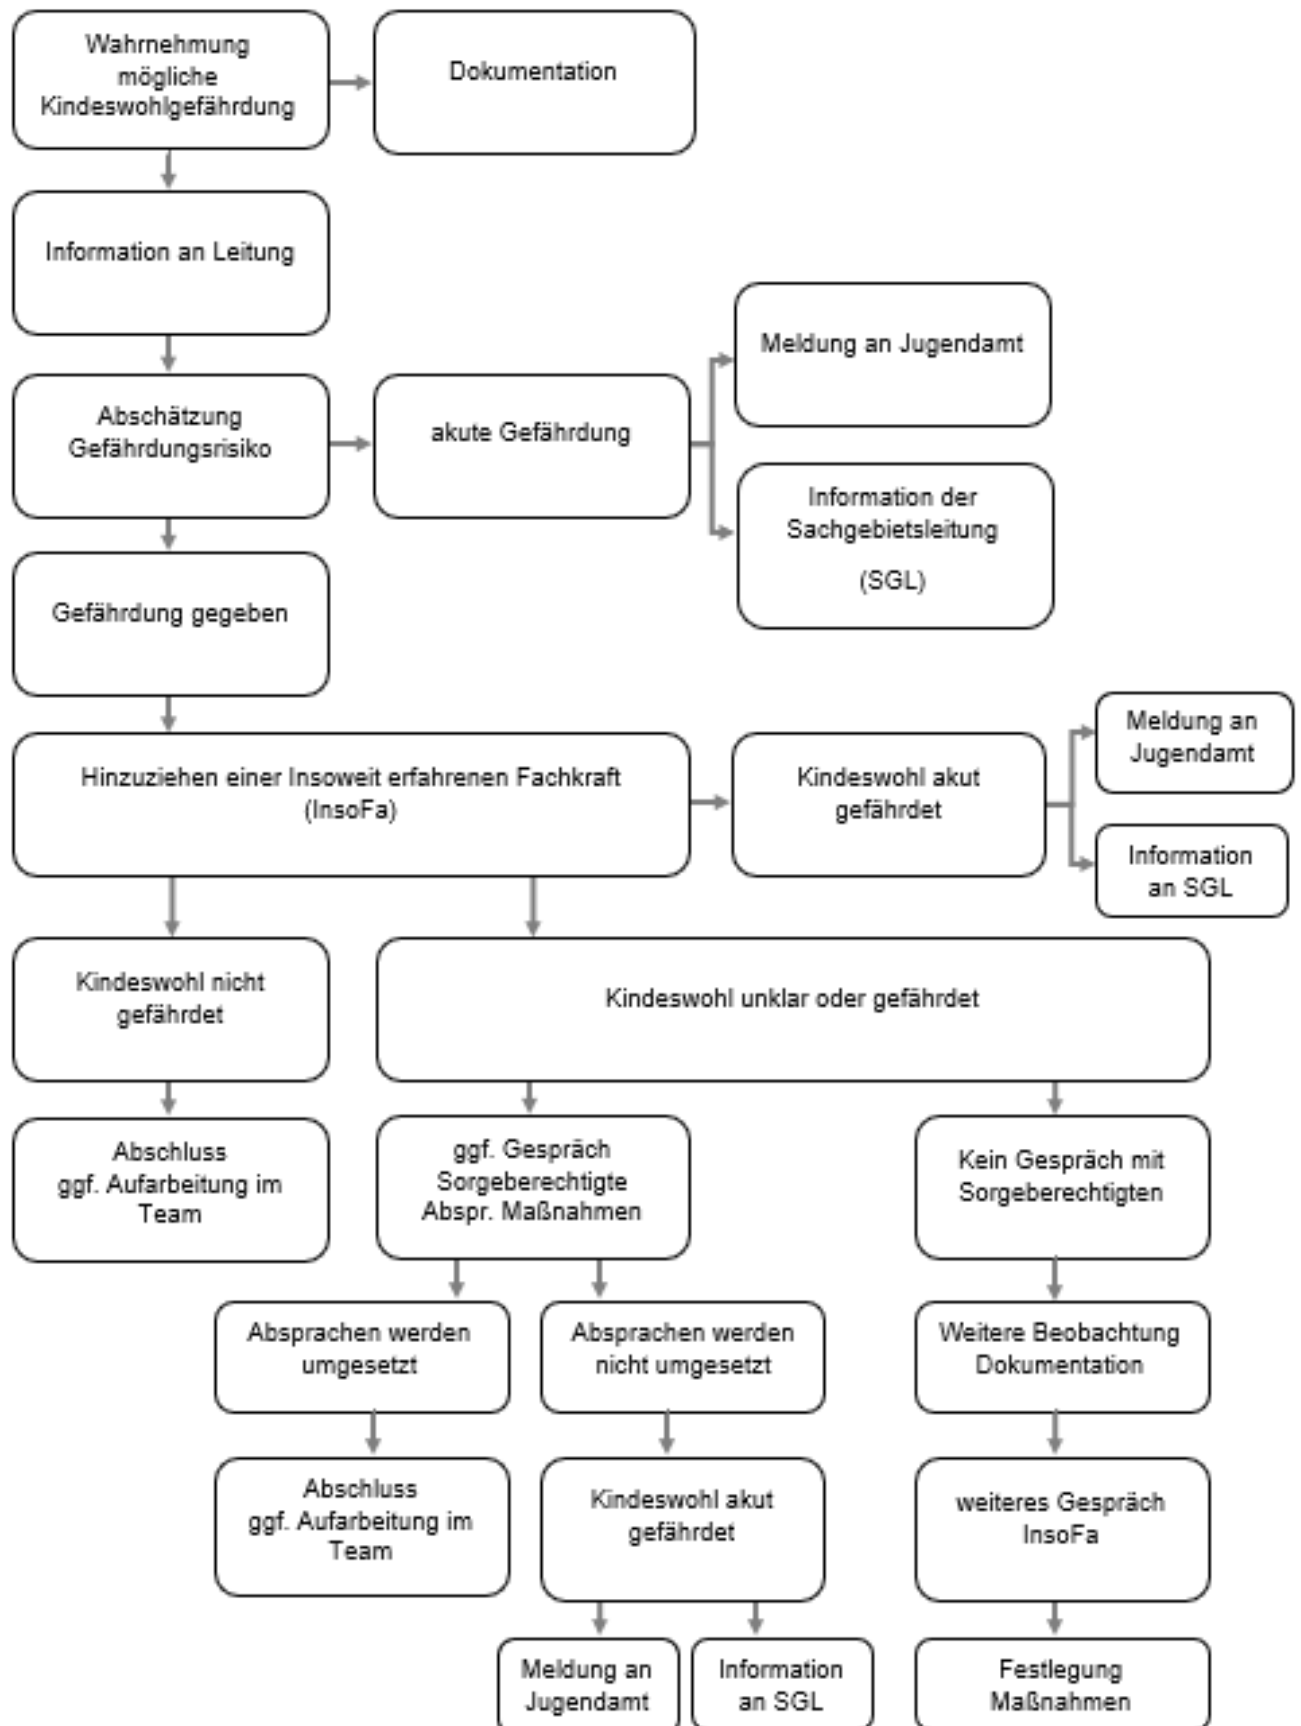 Wahrnehmung
mögliche
Kindeswohlgefährdung
Dokumentation
Information an Leitung
Meldung an Jugendamt
Abschätzung
Gefährdungsrisiko
akute Gefährdung
Information der
Sachgebietsleitung
(SGL)
Gefährdung gegeben
Hinzuziehen einer Insoweit erfahrenen Fachkraft
(InsoFa)
Kindeswohl akut
gefährdet
Meldung an
Jugendamt
Information
an SGL
Kindeswohl nicht
gefährdet
Kindeswohl unklar oder gefährdet
Abschluss
ggf. Aufarbeitung im
Team
ggf. Gespräch
Sorgeberechtigte
Abspr. Maßnahmen
Kein Gespräch mit
Sorgeberechtigten
Absprachen werden
umgesetzt
Absprachen werden
nicht umgesetzt
Weitere Beobachtung
Dokumentation
Abschluss
ggf. Aufarbeitung im
Team
Kindeswohl akut
gefährdet
weiteres Gespräch
InsoFa
Meldung an
Jugendamt
Information
an SGL
Festlegung
Maßnahmen